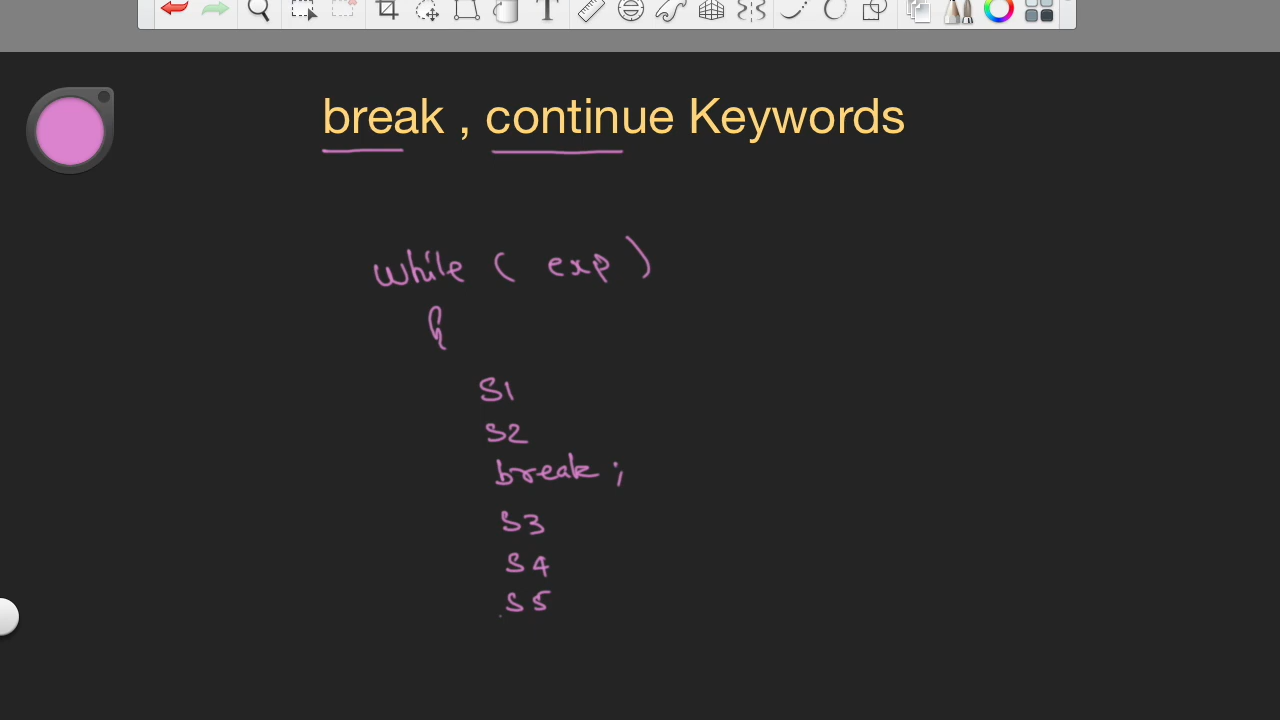 break , continue Keywords
while ( exp )
{
S1
S2
break ;
S3
S4
S5